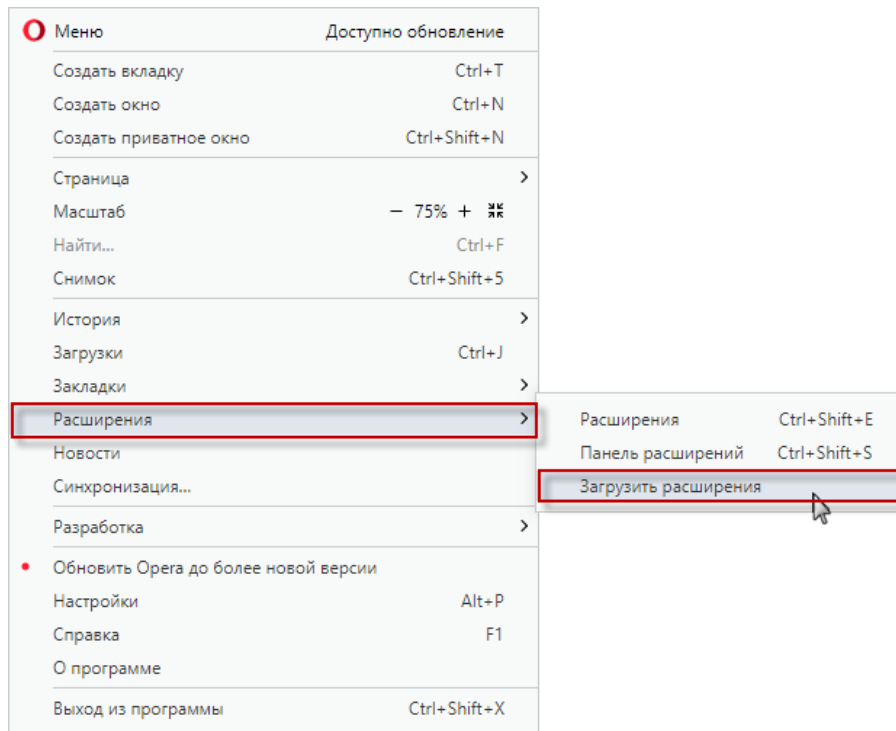 Меню Доступно обновление
Создать вкладку Ctrl+T
Создать окно Ctrl+N
Создать приватное окно Ctrl+Shift+N
Страница
Масштаб − 75% +
Найти... Ctrl+F
Снимок Ctrl+Shift+5
История
Загрузки Ctrl+J
Закладки
Расширения
Новости
Синхронизация...
Разработка
Обновить Opera до более новой версии
Настройки Alt+P
Справка F1
О программе
Выход из программы Ctrl+Shift+X
Расширения Ctrl+Shift+E
Панель расширений Ctrl+Shift+S
Загрузить расширения